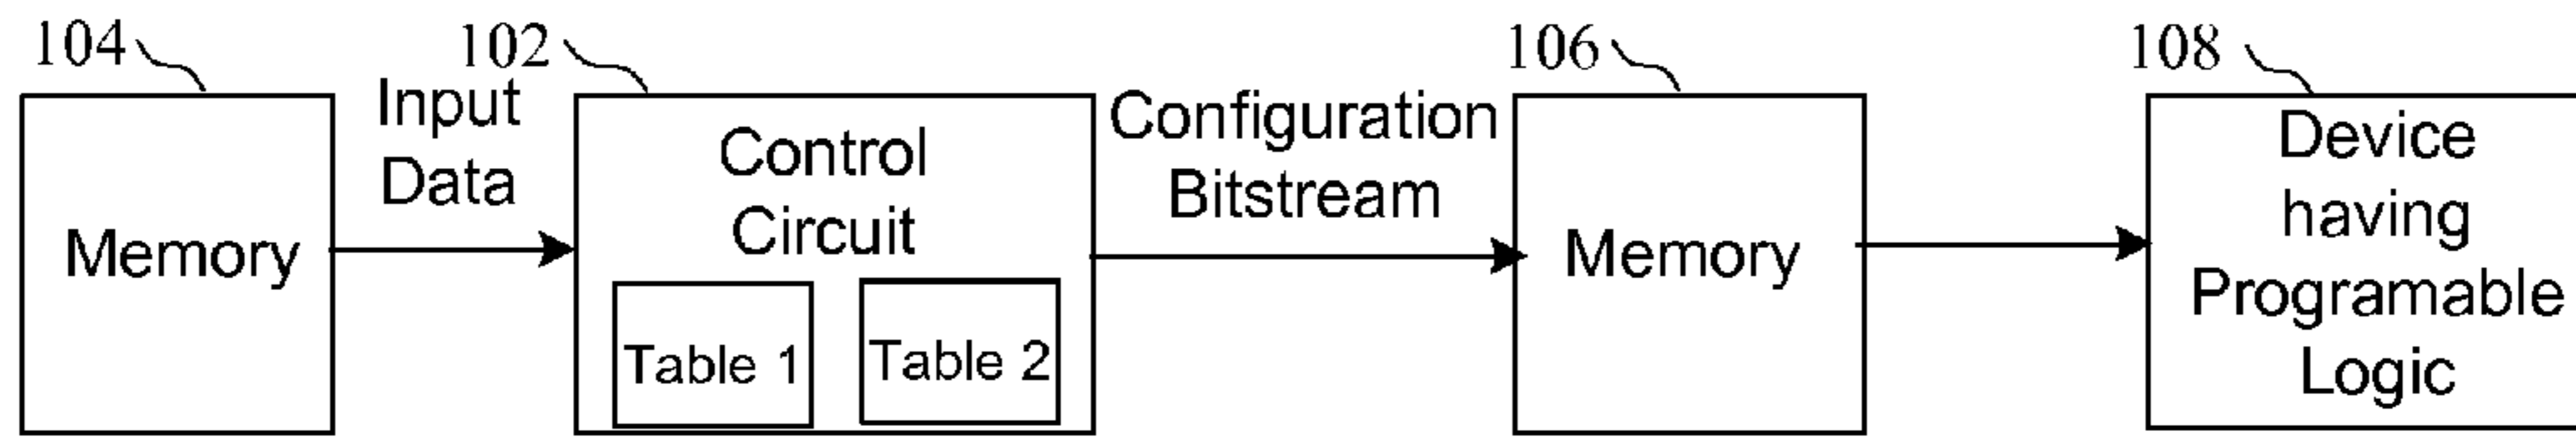 104
102
106
108
Input
Data
Configuration
Bitstream
Memory
Control
Circuit
Table 1
Table 2
Memory
Device
having
Programable
Logic